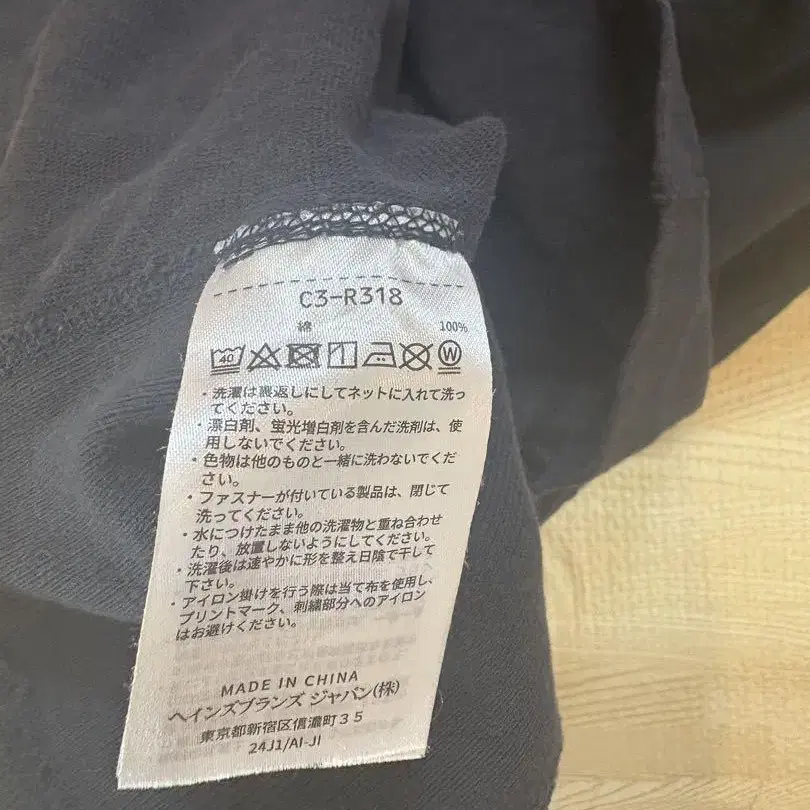 C3-R318
綿 100%
40 W
・洗濯は裏返しにしてネットに入れて洗っ
てください。
・漂白剤、蛍光増白剤を含んだ洗剤は、使
用しないでください。
・色物は他のものと一緒に洗わないでくだ
さい。
・ファスナーが付いている製品は、閉じて
洗ってください。
・水につけたまま他の洗濯物と重ね合わせ
たり、放置しないようにしてください。
・洗濯後は速やかに形を整え日陰で干して
下さい。
・アイロン掛けを行う際は当て布を使用し、
プリントマーク、刺繍部分へのアイロン
はお避けください。
MADE IN CHINA
ヘインズブランズ ジャパン(株)
東京都新宿区信濃町35
24J1/AI-JI